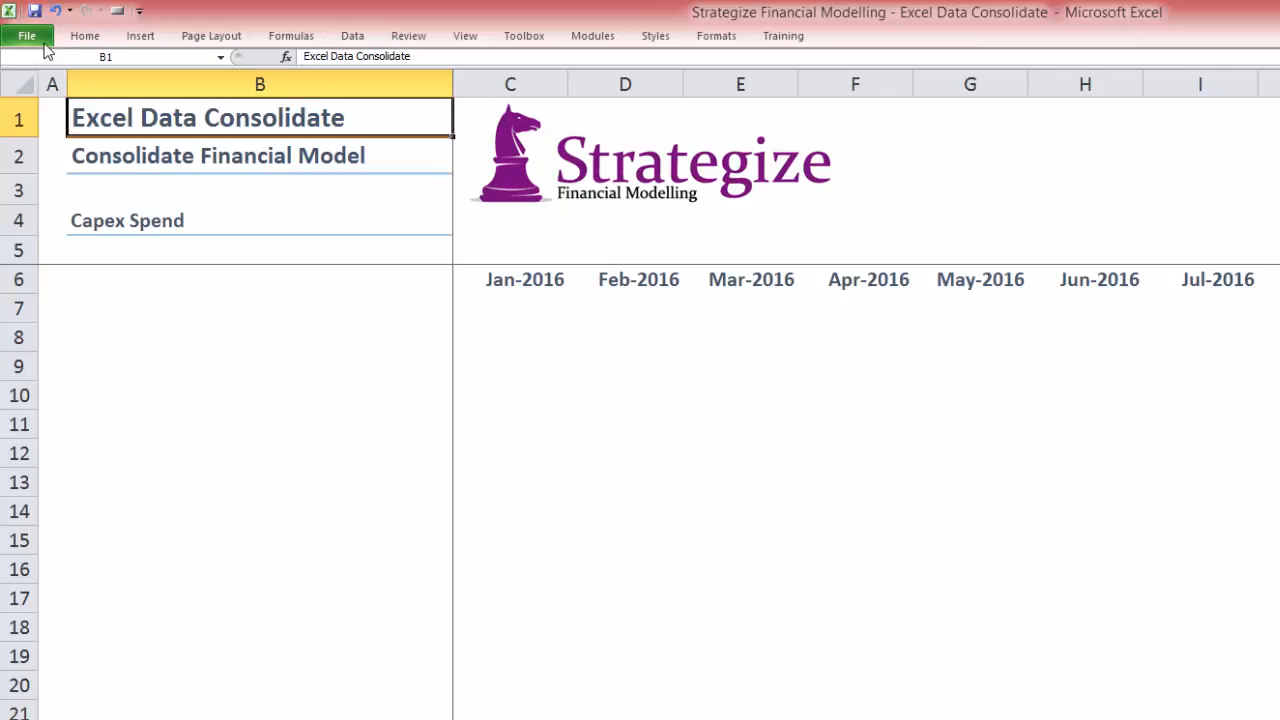 Strategize Financial Modelling - Excel Data Consolidate - Microsoft Excel
File Home Insert Page Layout Formulas Data Review View Toolbox Modules Styles Formats Training
B1 fx Excel Data Consolidate
A B C D E F G H I
1 Excel Data Consolidate
2 Consolidate Financial Model
Strategize
Financial Modelling
3
4 Capex Spend
5
6 Jan-2016 Feb-2016 Mar-2016 Apr-2016 May-2016 Jun-2016 Jul-2016
7
8
9
10
11
12
13
14
15
16
17
18
19
20
21